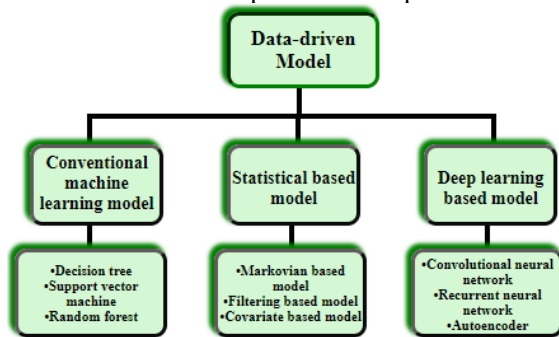 Data-driven
Model
Conventional
machine
learning model
Statistical based
model
Deep learning
based model
•Decision tree
•Support vector
machine
•Random forest
•Markovian based
model
•Filtering based model
•Covariate based model
•Convolutional neural
network
•Recurrent neural
network
•Autoencoder